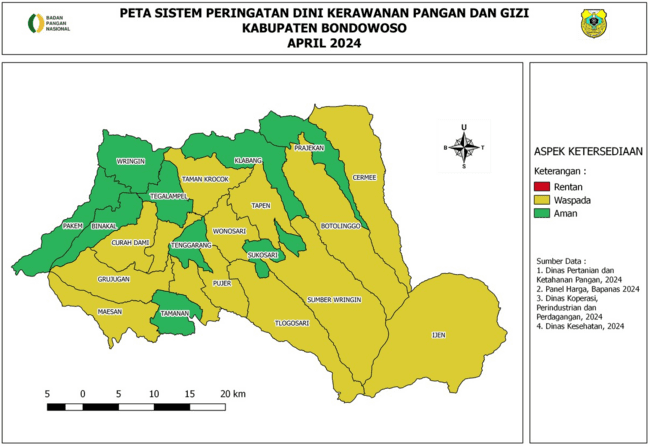 BADAN
PANGAN
NASIONAL
PETA SISTEM PERINGATAN DINI KERAWANAN PANGAN DAN GIZI
KABUPATEN BONDOWOSO
APRIL 2024
WRINGIN
KLABANG
PRAJEKAN
TAMAN KROCOK
CERMEE
TEGALAMPEL
TAPEN
PAKEM
BINAKAL
BOTOLINGGO
WONOSARI
CURAH DAMI
TENGGARANG
SUKOSARI
GRUJUGAN
PUJER
SUMBER WRINGIN
MAESAN
TAMANAN
TLOGOSARI
IJEN
U
B
T
S
5 0 5 10 15 20 km
ASPEK KETERSEDIAAN
Keterangan :
Rentan
Waspada
Aman
Sumber Data :
1. Dinas Pertanian dan
Ketahanan Pangan, 2024
2. Panel Harga, Bapanas 2024
3. Dinas Koperasi,
Perindustrian dan
Perdagangan, 2024
4. Dinas Kesehatan, 2024